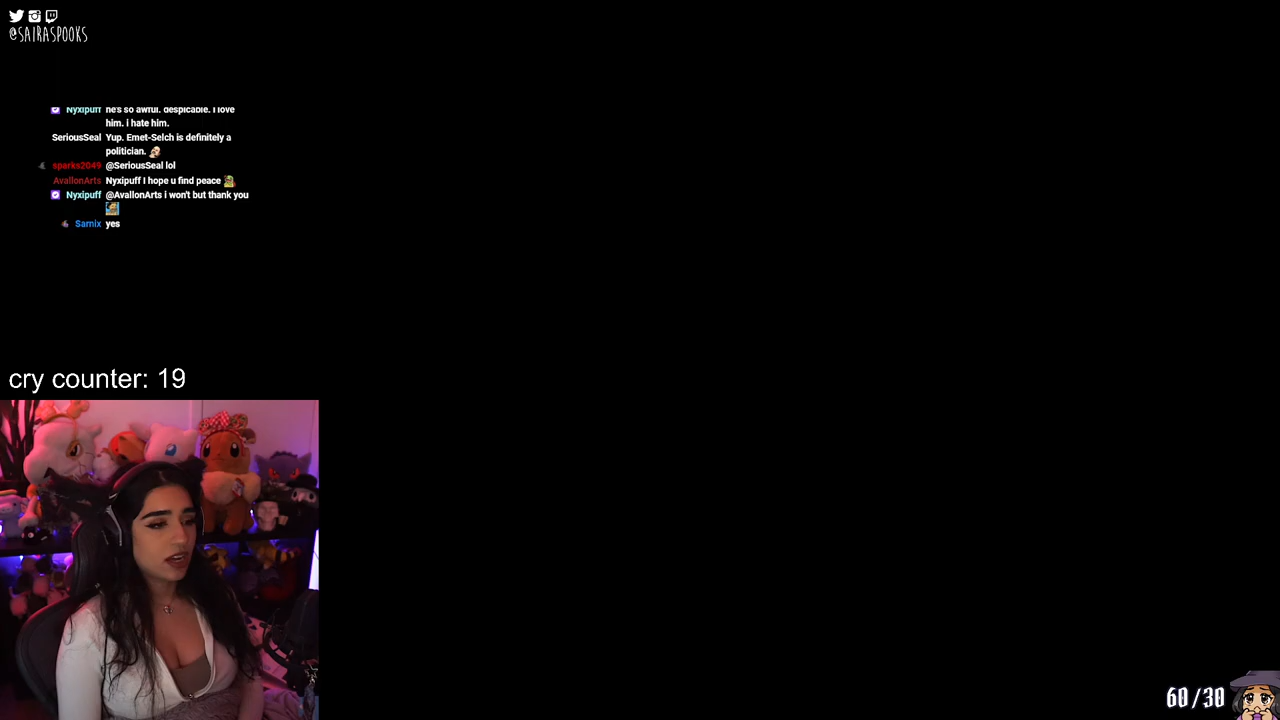 @SAIRASPOOKS
Nyxipuff he's so awful. despicable. i love
him. i hate him.
SeriousSeal Yup. Emet-Selch is definitely a
politician.
sparks2049 @SeriousSeal lol
AvallonArts Nyxipuff I hope u find peace
Nyxipuff @AvallonArts i won't but thank you
Samix yes
cry counter: 19
60/30